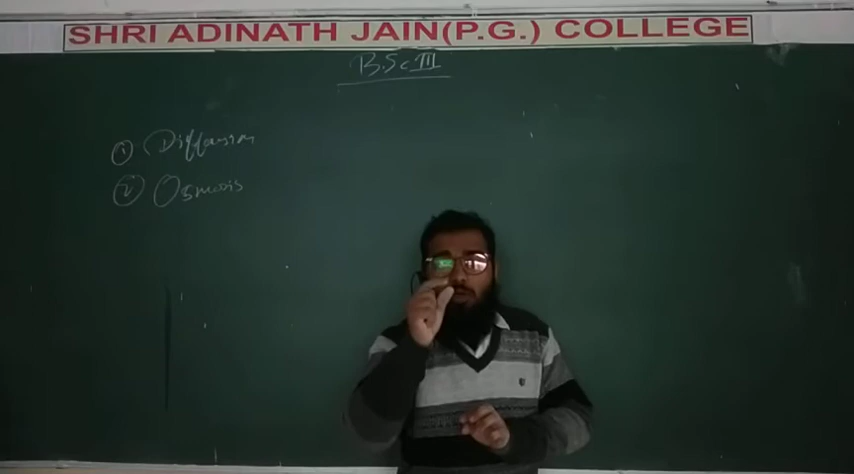 SHRI ADINATH JAIN(P.G.) COLLEGE
B.Sc III
① Diffusion
② Osmosis